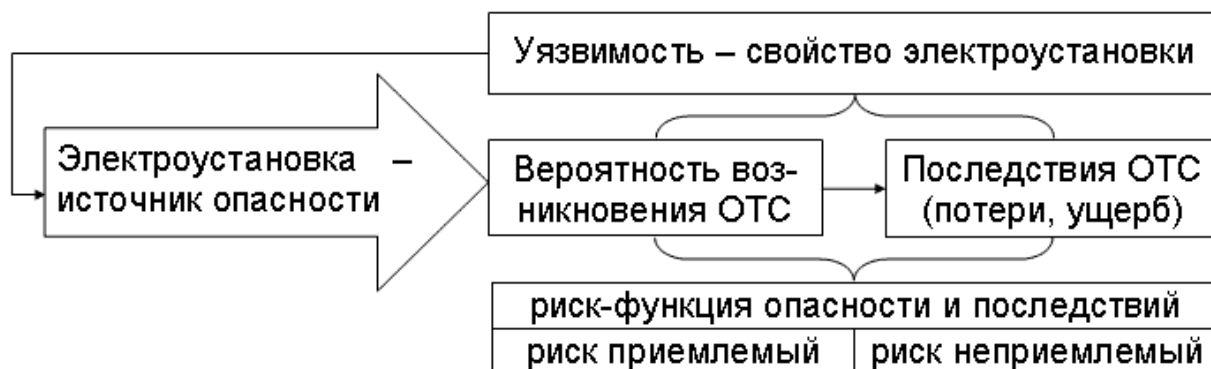 Уязвимость – свойство электроустановки
Электроустановка –
источник опасности
Вероятность воз-
никновения ОТС
Последствия ОТС
(потери, ущерб)
риск-функция опасности и последствий
риск приемлемый
риск неприемлемый